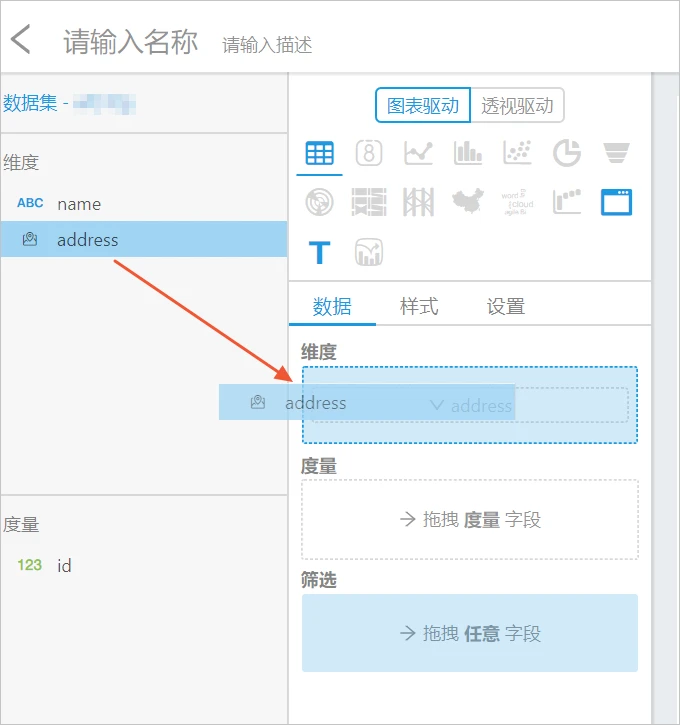 请输入名称 请输入描述
数据集 -
维度
ABC name
address
度量
123 id
图表驱动 透视驱动
8
word
cloud
T
数据 样式 设置
维度
address address
度量
拖拽 度量 字段
筛选
拖拽 任意 字段